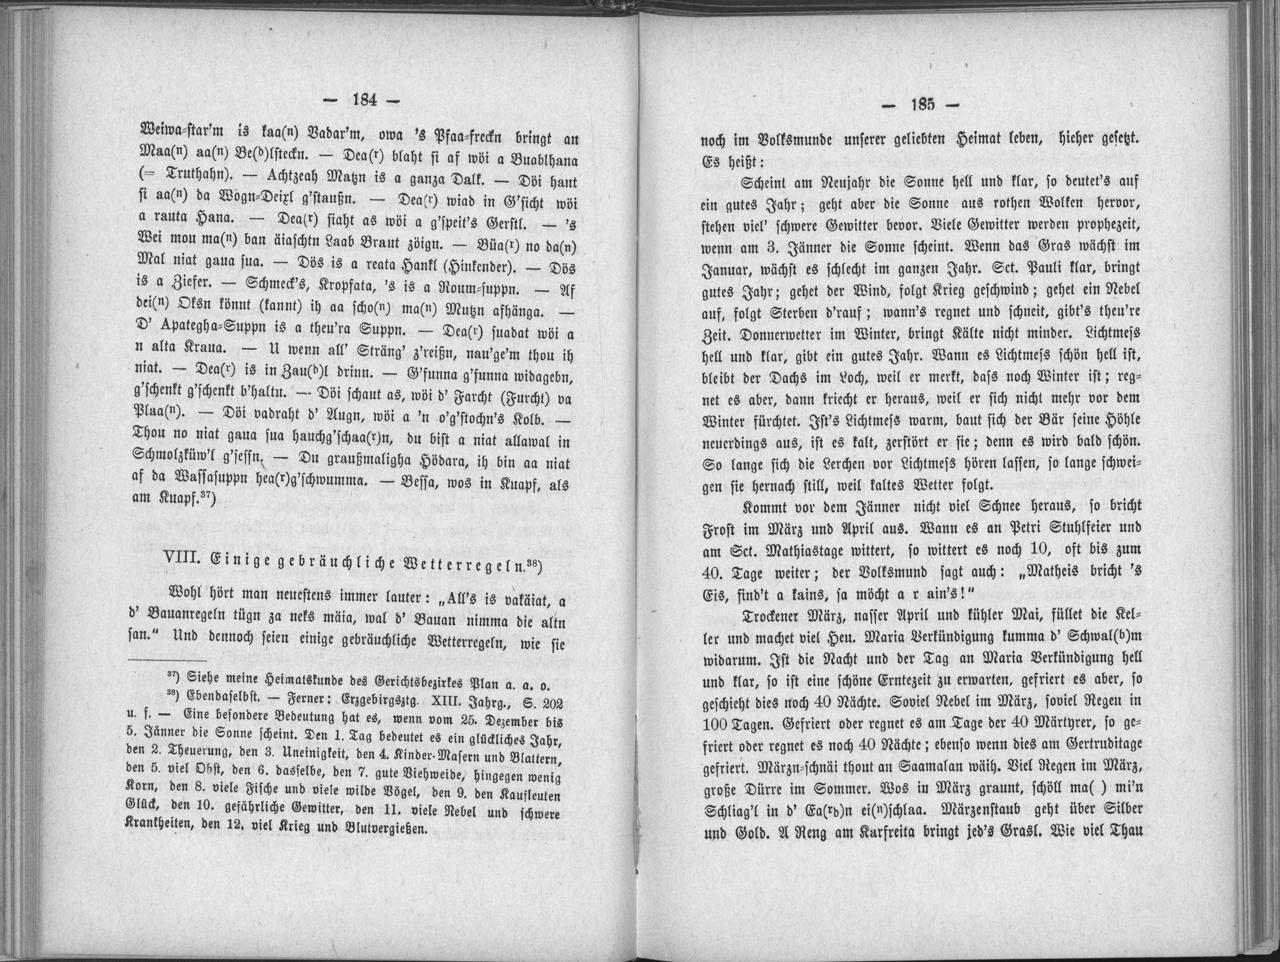 — 184 —
Weiwa-star'm is kaa(n) Vadar'm, owa 's Pfaa-freckn bringt an
Maa(n) aa(n) Be(d)lsteckn. — Dea(r) blaht si af wöi a Buablhana
(= Truthahn). — Achtzeah Matzn is a ganza Dalk. — Döi haut
si aa(n) da Wogn-Deixl g'staußn. — Dea(r) wiad in G'sicht wöi
a rauta Hana. — Dea(r) siaht as wöi a g'speit's Gerstl. — 's
Wei mou ma(n) ban äiaschtn Laab Braut zöign. — Büa(r) no da(n)
Mal niat gaua sua. — Dös is a reata Hankl (Hinkender). — Dös
is a Ziefer. — Schmeck's, Kropfata, 's is a Roum-suppn. — Af
dei(n) Oksn könnt (kannt) ih aa scho(n) ma(n) Mutzn afhänga. —
D' Apategha-Suppn is a theu'ra Suppn. — Dea(r) suadat wöi a
n alta Kraua. — U wenn all' Sträng' z'reißn, nau'ge'm thou ih
niat. — Dea(r) is in Zau(d)l drinn. — G'funna g'funna widagebn,
g'schenkt g'schenkt b'haltn. — Döi schaut as, wöi d' Farcht (Furcht) va
Plaa(n). — Döi vadraht d' Augn, wöi a 'n o'g'stochn's Kolb. —
Thou no niat gaua sua hauchg'schaa(r)n, du bist a niat allawal in
Schmolzküw'l g'sessn. — Du graußmaligha Hödara, ih bin aa niat
af da Wassasuppn hea(r)g'schwumma. — Bessa, wos in Knapf, als
am Knapf.³⁷)
VIII. Einige gebräuchliche Wetterregeln.³⁸)
Wohl hört man neuestens immer lauter: „All's is vakäiat, a
d' Bauanregeln tügn za neks mäia, wal d' Bauan nimma die altn
san." Und dennoch seien einige gebräuchliche Wetterregeln, wie sie
³⁷) Siehe meine Heimatskunde des Gerichtsbezirkes Plan a. a. o.
³⁸) Ebendaselbst. — Ferner: Erzgebirgsztg. XIII. Jahrg., S. 202
u. f. — Eine besondere Bedeutung hat es, wenn vom 25. Dezember bis
5. Jänner die Sonne scheint. Den 1. Tag bedeutet es ein glückliches Jahr,
den 2. Theuerung, den 3. Uneinigkeit, den 4. Kinder-Masern und Blattern,
den 5. viel Obst, den 6. dasselbe, den 7. gute Viehweide, hingegen wenig
Korn, den 8. viele Fische und viele wilde Vögel, den 9. den Kaufleuten
Glück, den 10. gefährliche Gewitter, den 11. viele Nebel und schwere
Krantheiten, den 12. viel Krieg und Blutvergießen.
— 185 —
noch im Volksmunde unserer geliebten Heimat leben, hieher gesetzt.
Es heißt:
Scheint am Neujahr die Sonne hell und klar, so deutet's auf
ein gutes Jahr; geht aber die Sonne aus rothen Wolken hervor,
stehen viel' schwere Gewitter bevor. Viele Gewitter werden prophezeit,
wenn am 3. Jänner die Sonne scheint. Wenn das Gras wächst im
Januar, wächst es schlecht im ganzen Jahr. Sct. Pauli klar, bringt
gutes Jahr; gehet der Wind, folgt Krieg geschwind; gehet ein Nebel
auf, folgt Sterben d'rauf; wann's regnet und schneit, gibt's theu're
Zeit. Donnerwetter im Winter, bringt Kälte nicht minder. Lichtmess
hell und klar, gibt ein gutes Jahr. Wann es Lichtmess schön hell ist,
bleibt der Dachs im Loch, weil er merkt, dass noch Winter ist; reg-
net es aber, dann kriecht er heraus, weil er sich nicht mehr vor dem
Winter fürchtet. Ist's Lichtmess warm, baut sich der Bär seine Höhle
neuerdings aus, ist es kalt, zerstört er sie; denn es wird bald schön.
So lange sich die Lerchen vor Lichtmess hören lassen, so lange schwei-
gen sie hernach still, weil kaltes Wetter folgt.
Kommt vor dem Jänner nicht viel Schnee heraus, so bricht
Frost im März und April aus. Wann es an Petri Stuhlfeier und
am Sct. Mathiastage wittert, so wittert es noch 10, oft bis zum
40. Tage weiter; der Volksmund sagt auch: „Matheis bricht 's
Eis, find't a kains, sa möcht a r ain's!"
Trockener März, nasser April und kühler Mai, füllet die Kel-
ler und machet viel Heu. Maria Verkündigung kumma d' Schwal(b)m
widarum. Ist die Nacht und der Tag an Maria Verkündigung hell
und klar, so ist eine schöne Erntezeit zu erwarten, gefriert es aber, so
geschieht dies noch 40 Nächte. Soviel Nebel im März, soviel Regen in
100 Tagen. Gefriert oder regnet es am Tage der 40 Märtyrer, so ge-
friert oder regnet es noch 40 Nächte; ebenso wenn dies am Gertruditage
gefriert. Märzn-schnäi thout an Saamalan wäih. Viel Regen im März,
große Dürre im Sommer. Wos in März graunt, schöll ma( ) mi'n
Schliag'l in d' Ea(rd)n ei(n)schlaa. Märzenstaub geht über Silber
und Gold. A Reng am Karfreita bringt jed's Grasl. Wie viel Thau